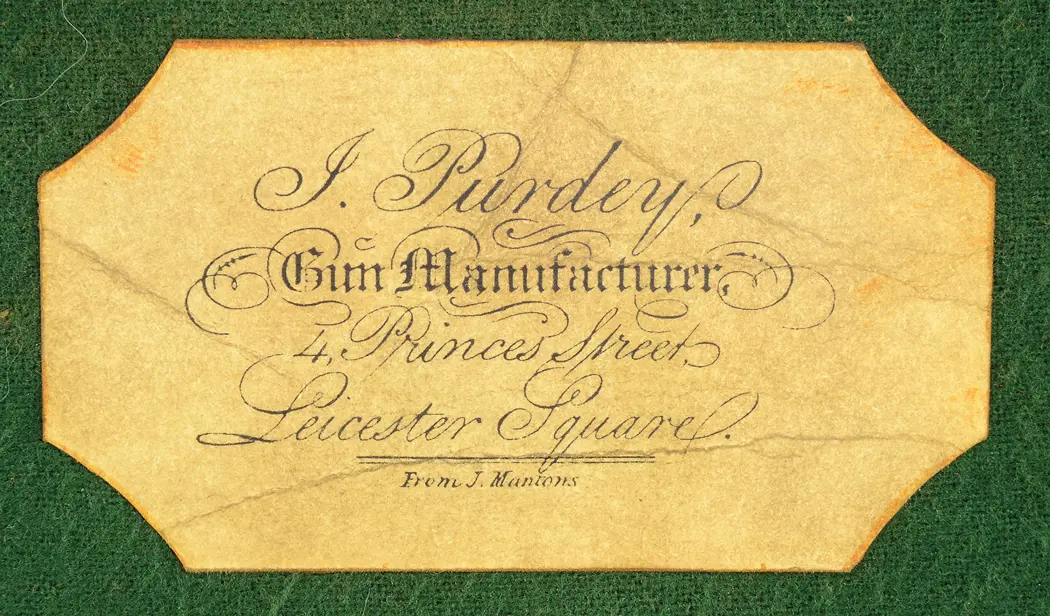 J. Purdey,
Gun Manufacturer,
4, Princes Street,
Leicester Square.
From J. Mantons